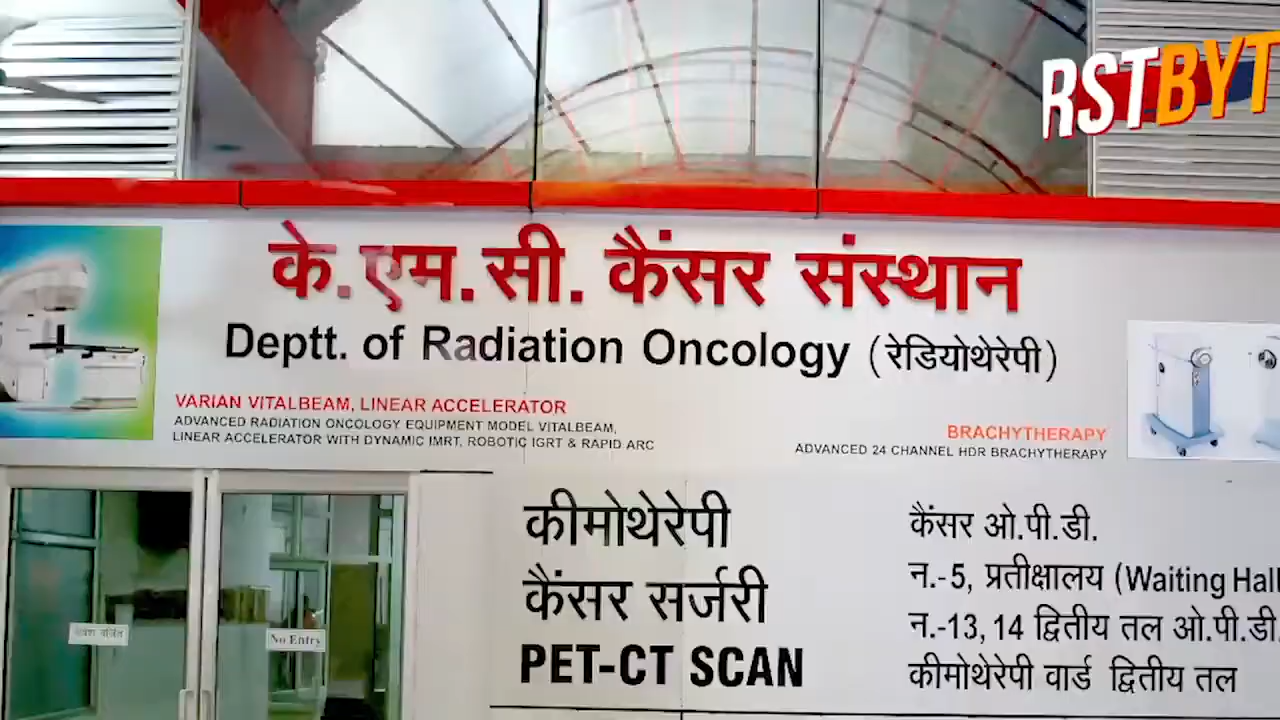 RSTBYT
के.एम.सी. कैंसर संस्थान
Deptt. of Radiation Oncology (रेडियोथेरेपी)
VARIAN VITALBEAM, LINEAR ACCELERATOR
ADVANCED RADIATION ONCOLOGY EQUIPMENT MODEL VITALBEAM,
LINEAR ACCELERATOR WITH DYNAMIC IMRT, ROBOTIC IGRT & RAPID ARC
BRACHYTHERAPY
ADVANCED 24 CHANNEL HDR BRACHYTHERAPY
कीमोथेरेपी
कैंसर सर्जरी
PET-CT SCAN
कैंसर ओ.पी.डी.
न.-5, प्रतीक्षालय (Waiting Hall
न.-13, 14 द्वितीय तल ओ.पी.डी.
कीमोथेरेपी वार्ड द्वितीय तल
वर्जित
No Entry